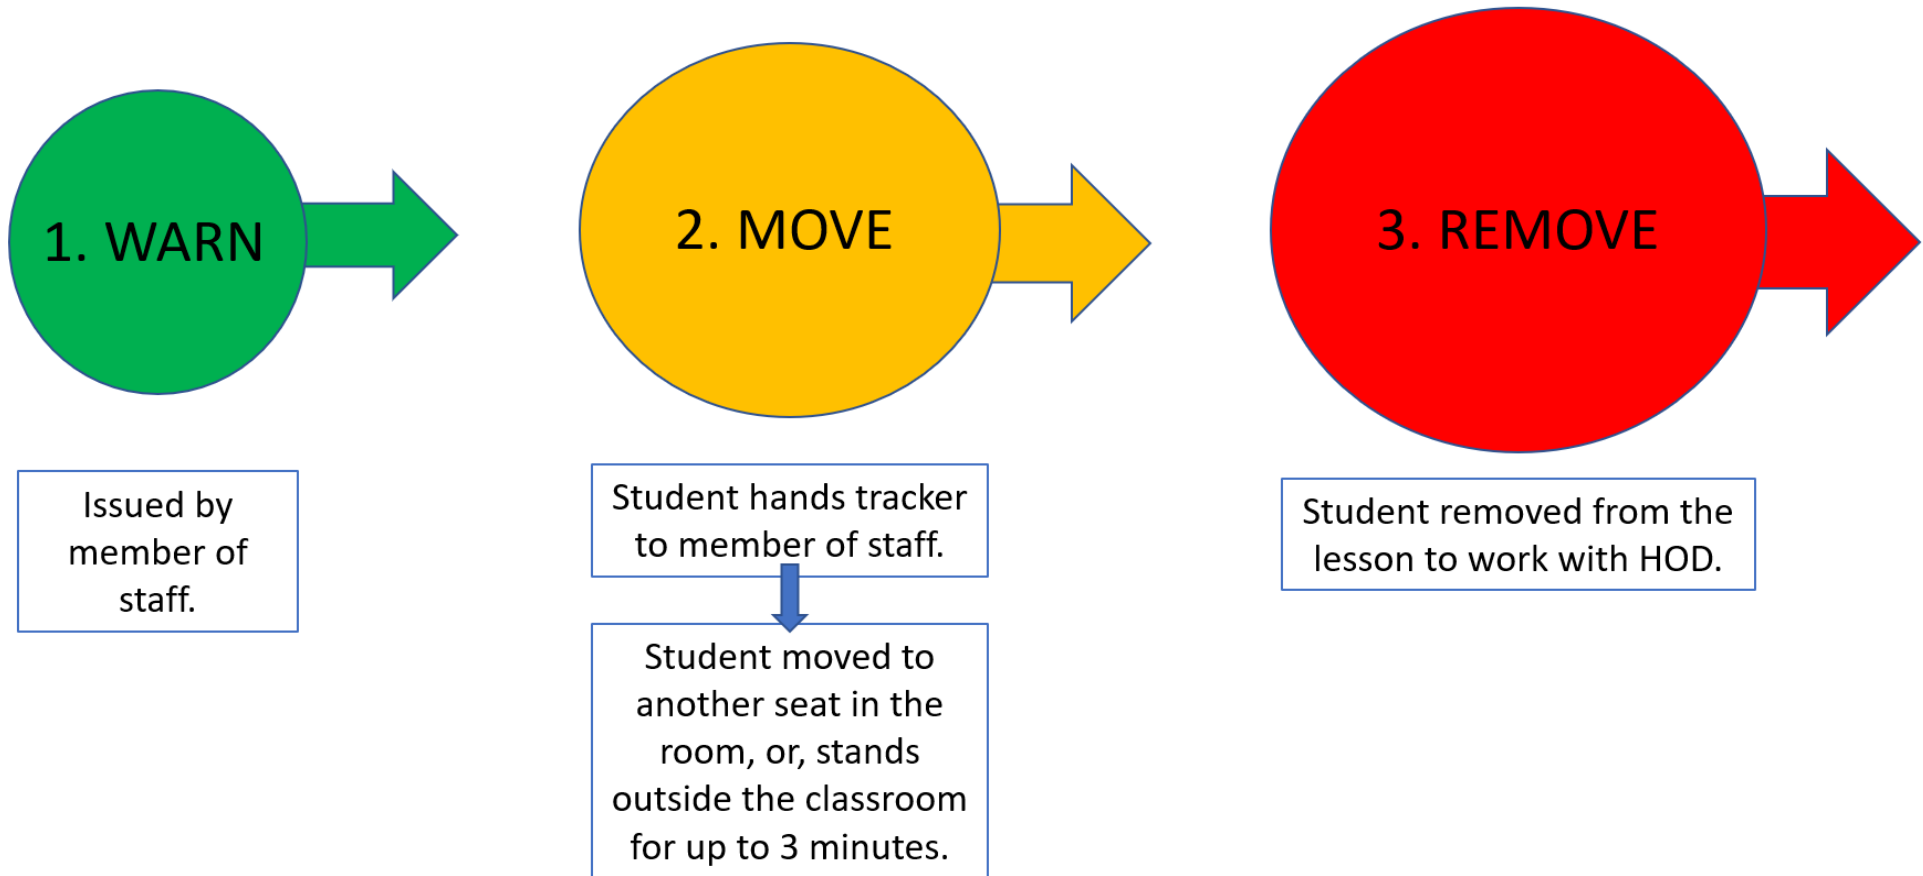 1. WARN
2. MOVE
3. REMOVE
Issued by
member of
staff.
Student hands tracker
to member of staff.
Student moved to
another seat in the
room, or, stands
outside the classroom
for up to 3 minutes.
Student removed from the
lesson to work with HOD.